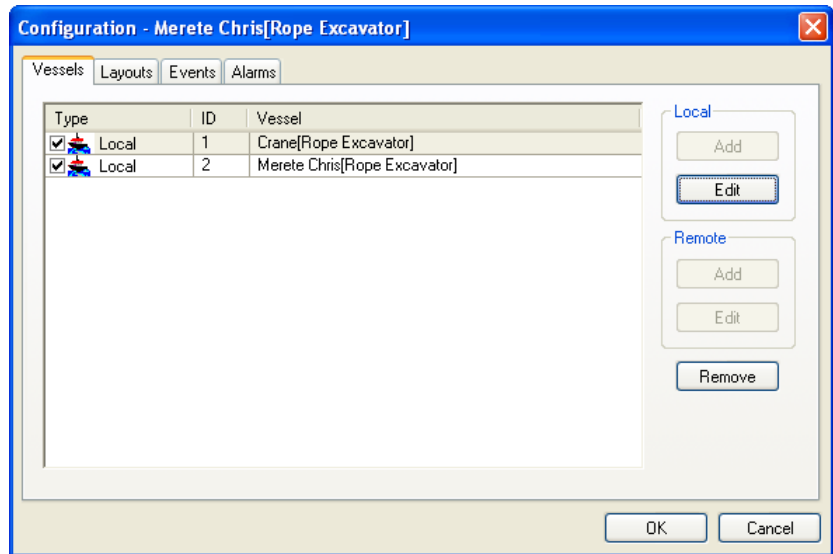 Configuration - Merete Chris[Rope Excavator]
Vessels Layouts Events Alarms
Type ID Vessel
Local 1 Crane[Rope Excavator]
Local 2 Merete Chris[Rope Excavator]
Local
Add
Edit
Remote
Add
Edit
Remove
OK Cancel